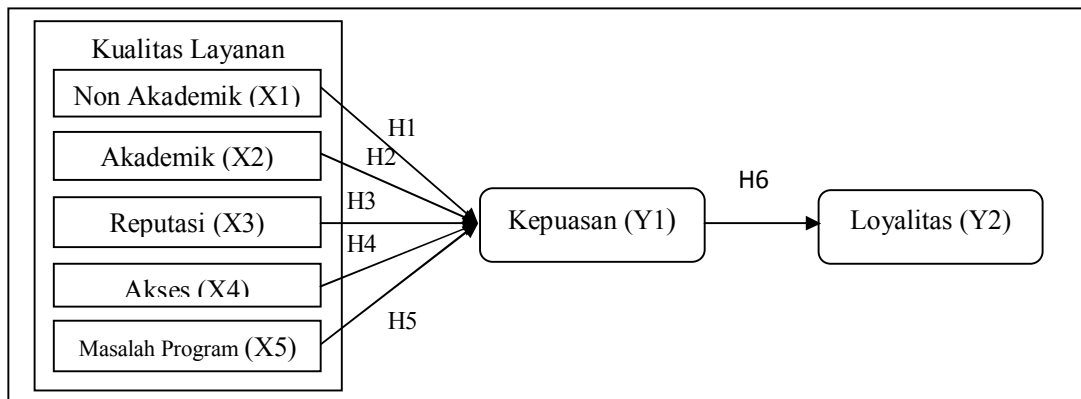 Kualitas Layanan
Non Akademik (X1)
H1
H2
Akademik (X2)
H3
Reputasi (X3)
H4
Akses (X4)
H5
Masalah Program (X5)
Kepuasan (Y1)
H6
Loyalitas (Y2)